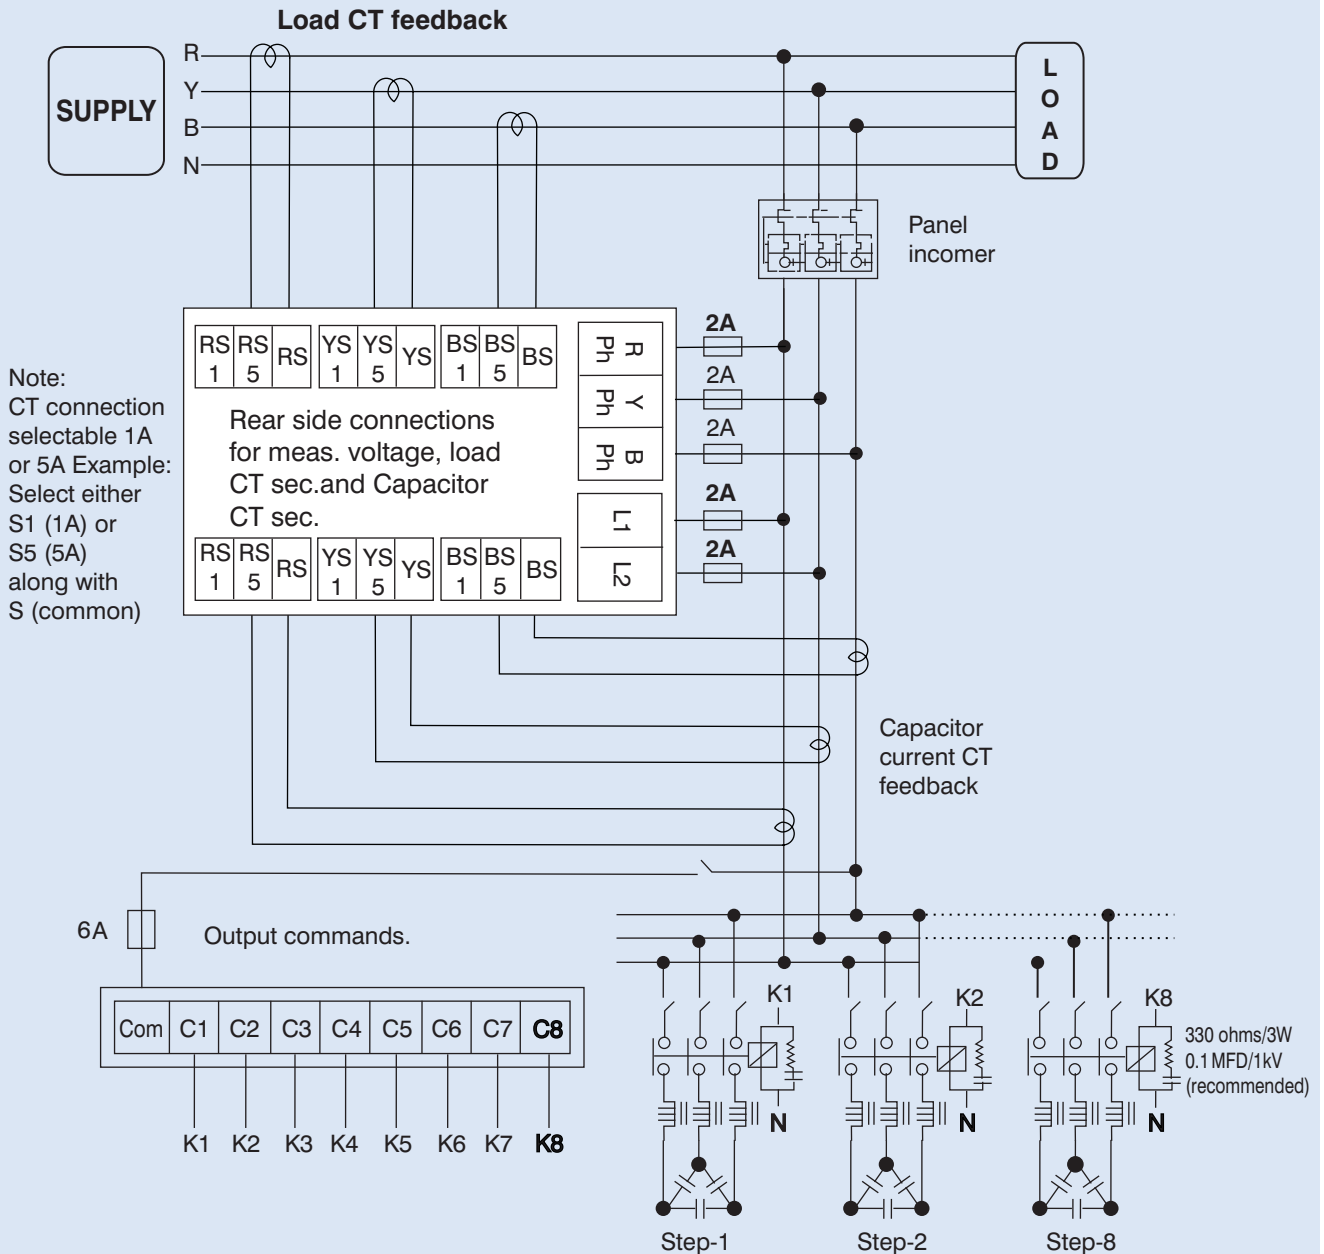 Load CT feedback
SUPPLY
R
Y
B
N
L
O
A
D
Panel
incomer
RS
1
RS
5
RS
YS
1
YS
5
YS
BS
1
BS
5
BS
R
Ph
Y
Ph
B
Ph
L1
L2
2A
2A
2A
2A
2A
Note:
CT connection
selectable 1A
or 5A Example:
Select either
S1 (1A) or
S5 (5A)
along with
S (common)
Rear side connections
for meas. voltage, load
CT sec.and Capacitor
CT sec.
RS
1
RS
5
RS
YS
1
YS
5
YS
BS
1
BS
5
BS
Capacitor
current CT
feedback
6A
Output commands.
Com C1 C2 C3 C4 C5 C6 C7 C8
K1 K2 K3 K4 K5 K6 K7 K8
K1
K2
K8
330 ohms/3W
0.1 MFD/1kV
(recommended)
N
N
N
Step-1
Step-2
Step-8